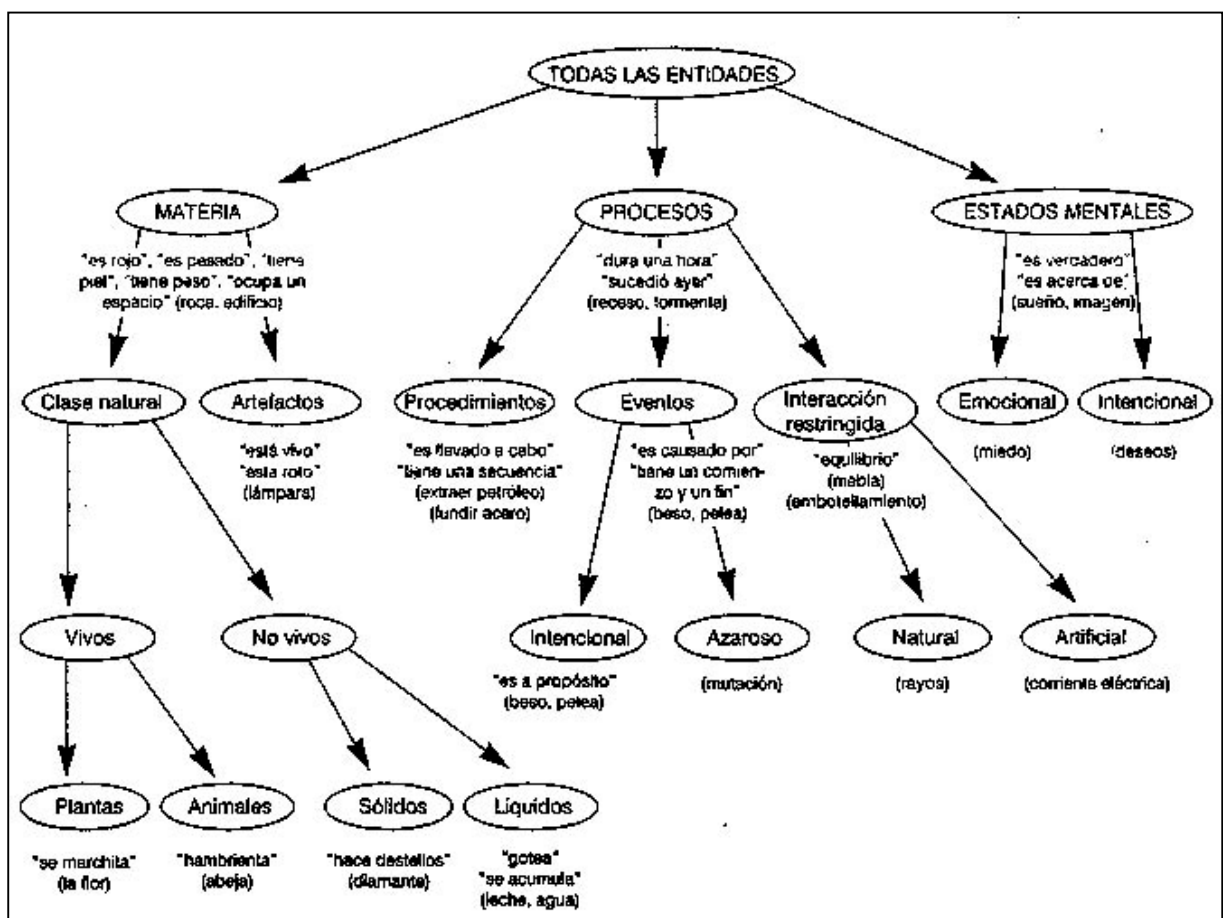 TODAS LAS ENTIDADES
MATERIA
PROCESOS
ESTADOS MENTALES
"es rojo", "es pesado", "tiene
piel", "tiene peso", "ocupa un
espacio" (roca, edificio)
"dura una hora"
"sucedió ayer"
(receso, tormenta)
"es verdadero"
"es acerca de"
(sueño, imagen)
Clase natural
Artefactos
Procedimientos
Eventos
Interacción
restringida
Emocional
Intencional
"está vivo"
"esta roto"
(lámpara)
"es llevado a cabo"
"tiene una secuencia"
(extraer petróleo)
(fundir acero)
"es causado por"
"tiene un comien-
zo y un fin"
(beso, pelea)
"equilibrio"
(embotellamiento)
(miedo)
(deseos)
Vivos
No vivos
Intencional
Azaroso
Natural
Artificial
"es a propósito"
(beso, pelea)
(mutación)
(rayos)
(corriente eléctrica)
Plantas
Animales
Sólidos
Líquidos
"se marchita"
(la flor)
"hambrienta"
(abeja)
"hace destellos"
(diamante)
"gotea"
"se acumula"
(leche, agua)